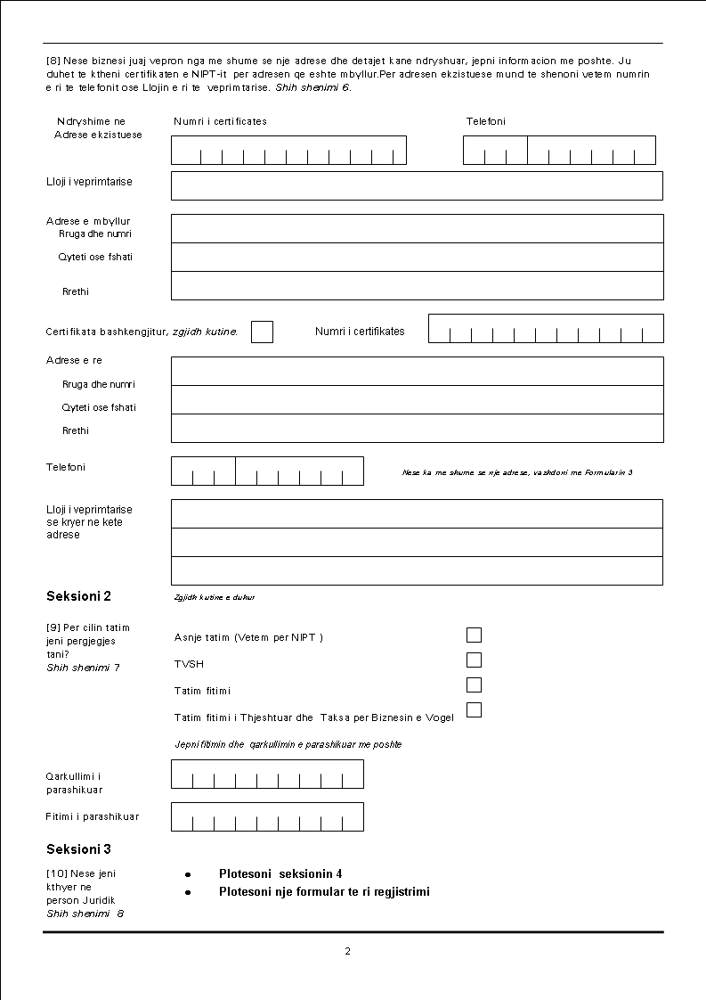 [8] Nese biznesi juaj vepron nga me shume se nje adrese dhe detajet kane ndryshuar, jepni informacion me poshte. Ju
duhet te ktheni certifikaten e NIPT-it per adresen qe eshte mbyllur.Per adresen ekzistuese mund te shenoni vetem numrin
e ri te telefonit ose Llojin e ri te veprimtarise. Shih shenimi 6.
Ndryshime ne
Adrese ekzistuese
Numri i certificates
Telefoni
Lloji i veprimtarise
Adrese e mbyllur
Rruga dhe numri
Qyteti ose fshati
Rrethi
Certifikata bashkengjitur, zgjidh kutine.
Numri i certifikates
Adrese e re
Rruga dhe numri
Qyteti ose fshati
Rrethi
Telefoni
Nese ka me shume se nje adrese, vazkdoni me Formularin 3
Lloji i veprimtarise
se kryer ne kete
adrese
Seksioni 2
Zgjidh kutine e duhur
[9] Per cilin tatim
jeni pergjegjes
tani?
Shih shenimi 7
Asnje tatim (Vetem per NIPT )
TVSH
Tatim fitimi
Tatim fitimi i Thjeshtuar dhe Taksa per Biznesin e Vogel
Jepni fitimin dhe qarkullimin e parashikuar me poshte
Qarkullimi i
parashikuar
Fitimi i parashikuar
Seksioni 3
[10] Nese jeni
kthyer ne
person Juridik
Shih shenimi 8
● Plotesoni seksionin 4
● Plotesoni nje formular te ri regjistrimi
2